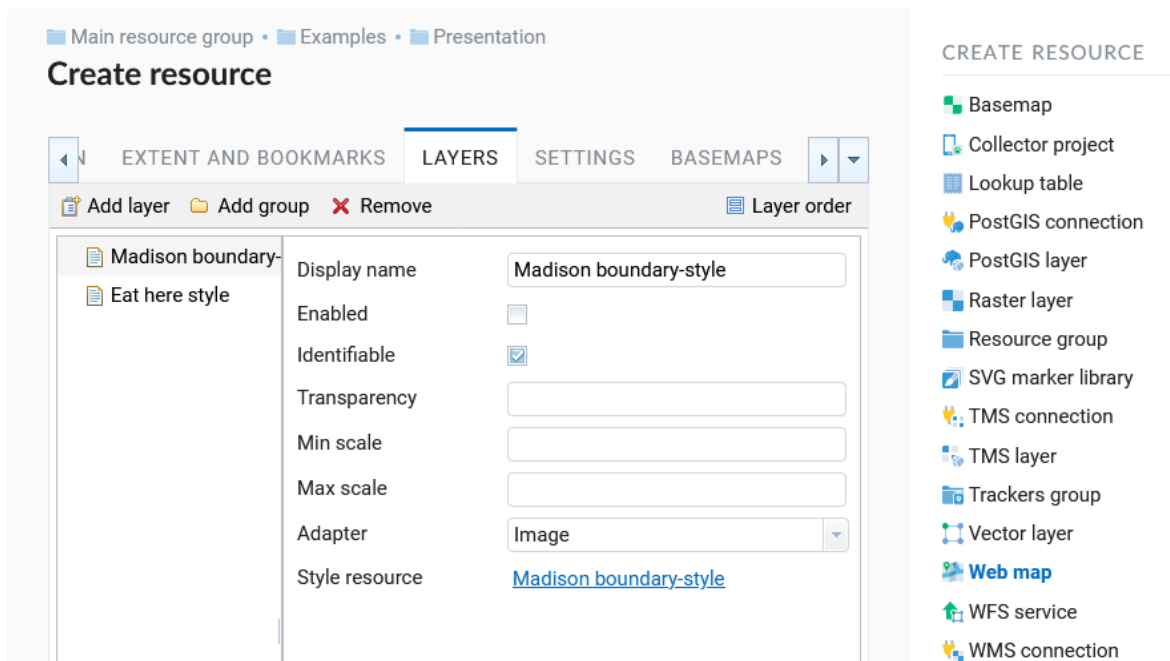 Main resource group • Examples • Presentation
Create resource
EXTENT AND BOOKMARKS LAYERS SETTINGS BASEMAPS
Add layer Add group Remove Layer order
Madison boundary-
Eat here style
Display name Madison boundary-style
Enabled
Identifiable
Transparency
Min scale
Max scale
Adapter Image
Style resource Madison boundary-style
CREATE RESOURCE
Basemap
Collector project
Lookup table
PostGIS connection
PostGIS layer
Raster layer
Resource group
SVG marker library
TMS connection
TMS layer
Trackers group
Vector layer
Web map
WFS service
WMS connection